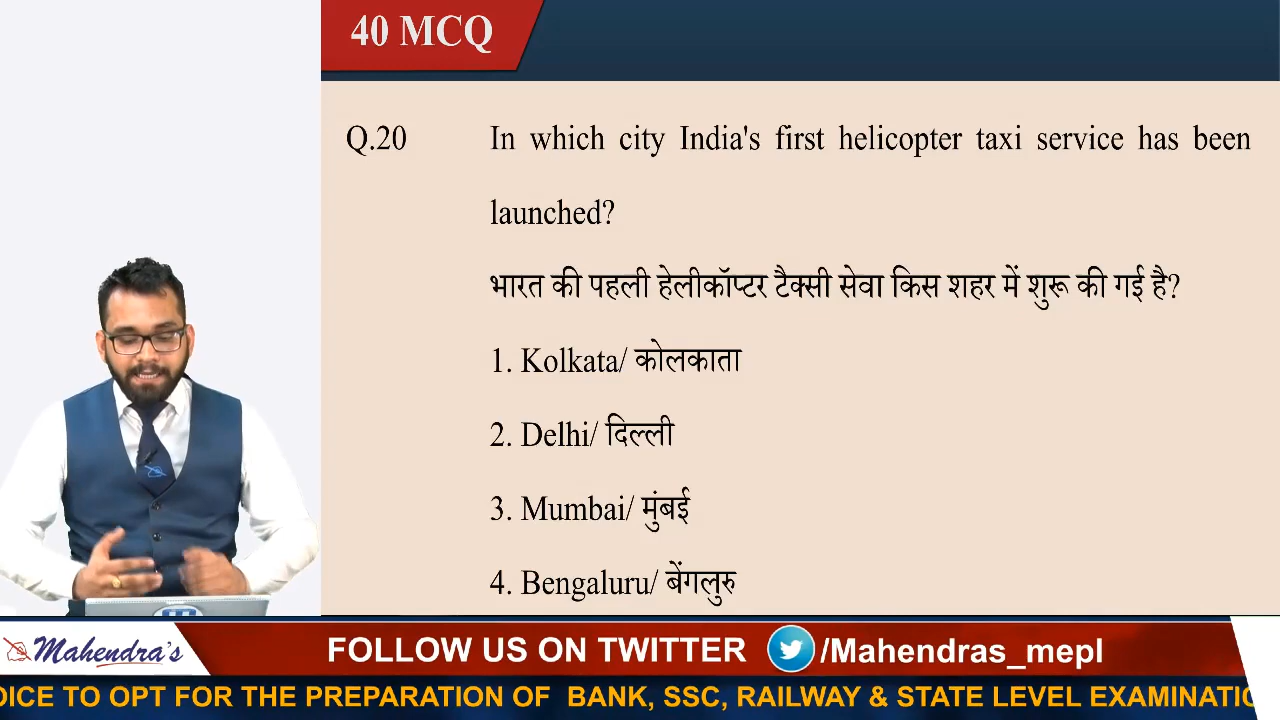 40 MCQ
Q.20 In which city India's first helicopter taxi service has been
launched?
भारत की पहली हेलीकॉप्टर टैक्सी सेवा किस शहर में शुरू की गई है?
1. Kolkata/ कोलकाता
2. Delhi/ दिल्ली
3. Mumbai/ मुंबई
4. Bengaluru/ बेंगलुरु
Mahendra's FOLLOW US ON TWITTER /Mahendras_mepl
OICE TO OPT FOR THE PREPARATION OF BANK, SSC, RAILWAY & STATE LEVEL EXAMINATIO